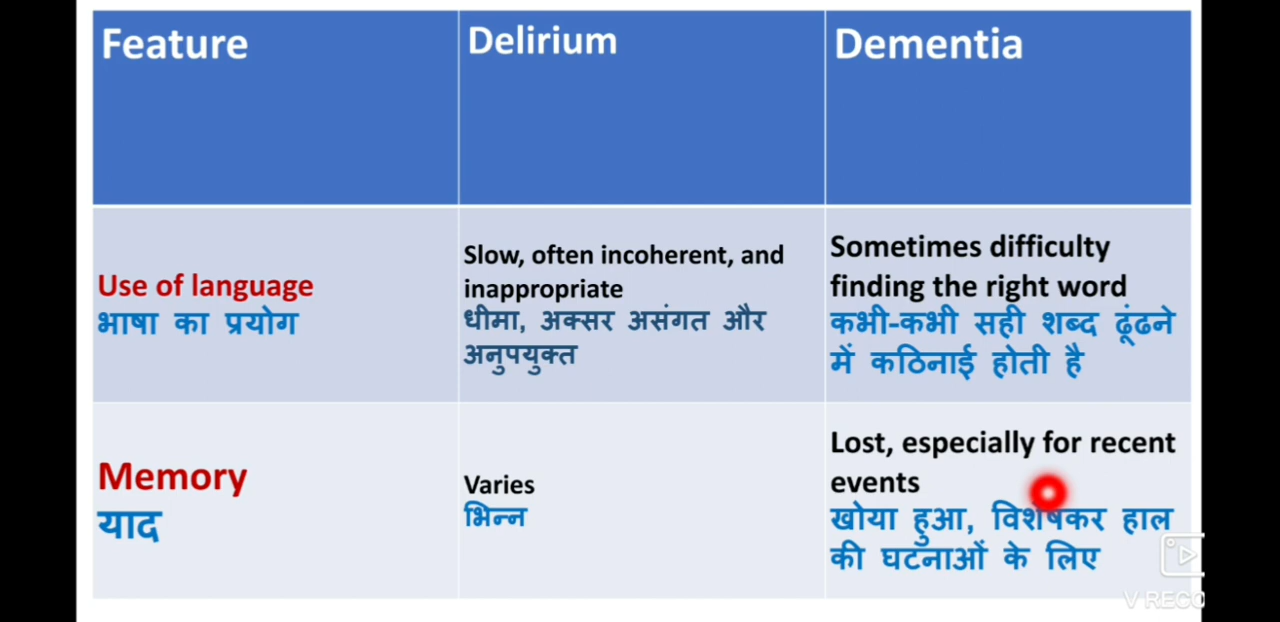 Feature
Delirium
Dementia
Use of language
भाषा का प्रयोग
Slow, often incoherent, and
inappropriate
धीमा, अक्सर असंगत और
अनुपयुक्त
Sometimes difficulty
finding the right word
कभी-कभी सही शब्द ढूंढने
में कठिनाई होती है
Memory
याद
Varies
भिन्न
Lost, especially for recent
events
खोया हुआ, विशेषकर हाल
की घटनाओं के लिए
V RECO